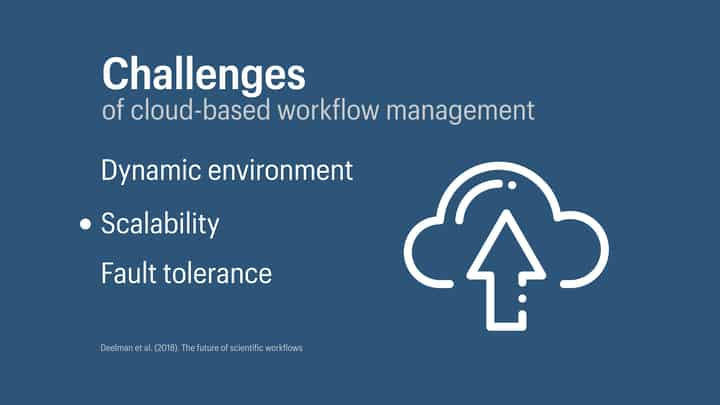 Challenges
of cloud-based workflow management
Dynamic environment
• Scalability
Fault tolerance
Deelman et al. (2018). The future of scientific workflows